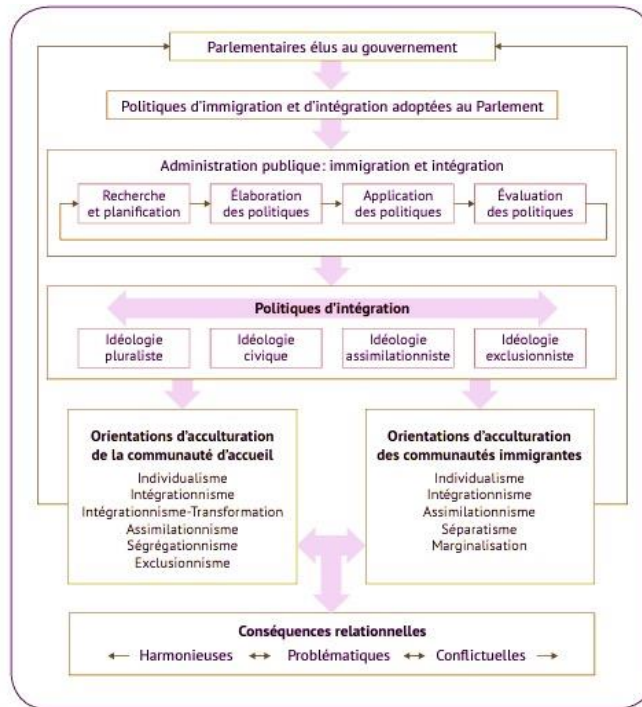 Parlementaires élus au gouvernement
Politiques d'immigration et d'intégration adoptées au Parlement
Administration publique: immigration et intégration
Recherche
et planification
Élaboration
des politiques
Application
des politiques
Évaluation
des politiques
Politiques d'intégration
Idéologie
pluraliste
Idéologie
civique
Idéologie
assimilationniste
Idéologie
exclusionniste
Orientations d'acculturation
de la communauté d'accueil
Individualisme
Intégrationnisme
Intégrationnisme-Transformation
Assimilationnisme
Ségrégationnisme
Exclusionnisme
Orientations d'acculturation
des communautés immigrantes
Individualisme
Intégrationnisme
Assimilationnisme
Séparatisme
Marginalisation
Conséquences relationnelles
Harmonieuses
Problématiques
Conflictuelles